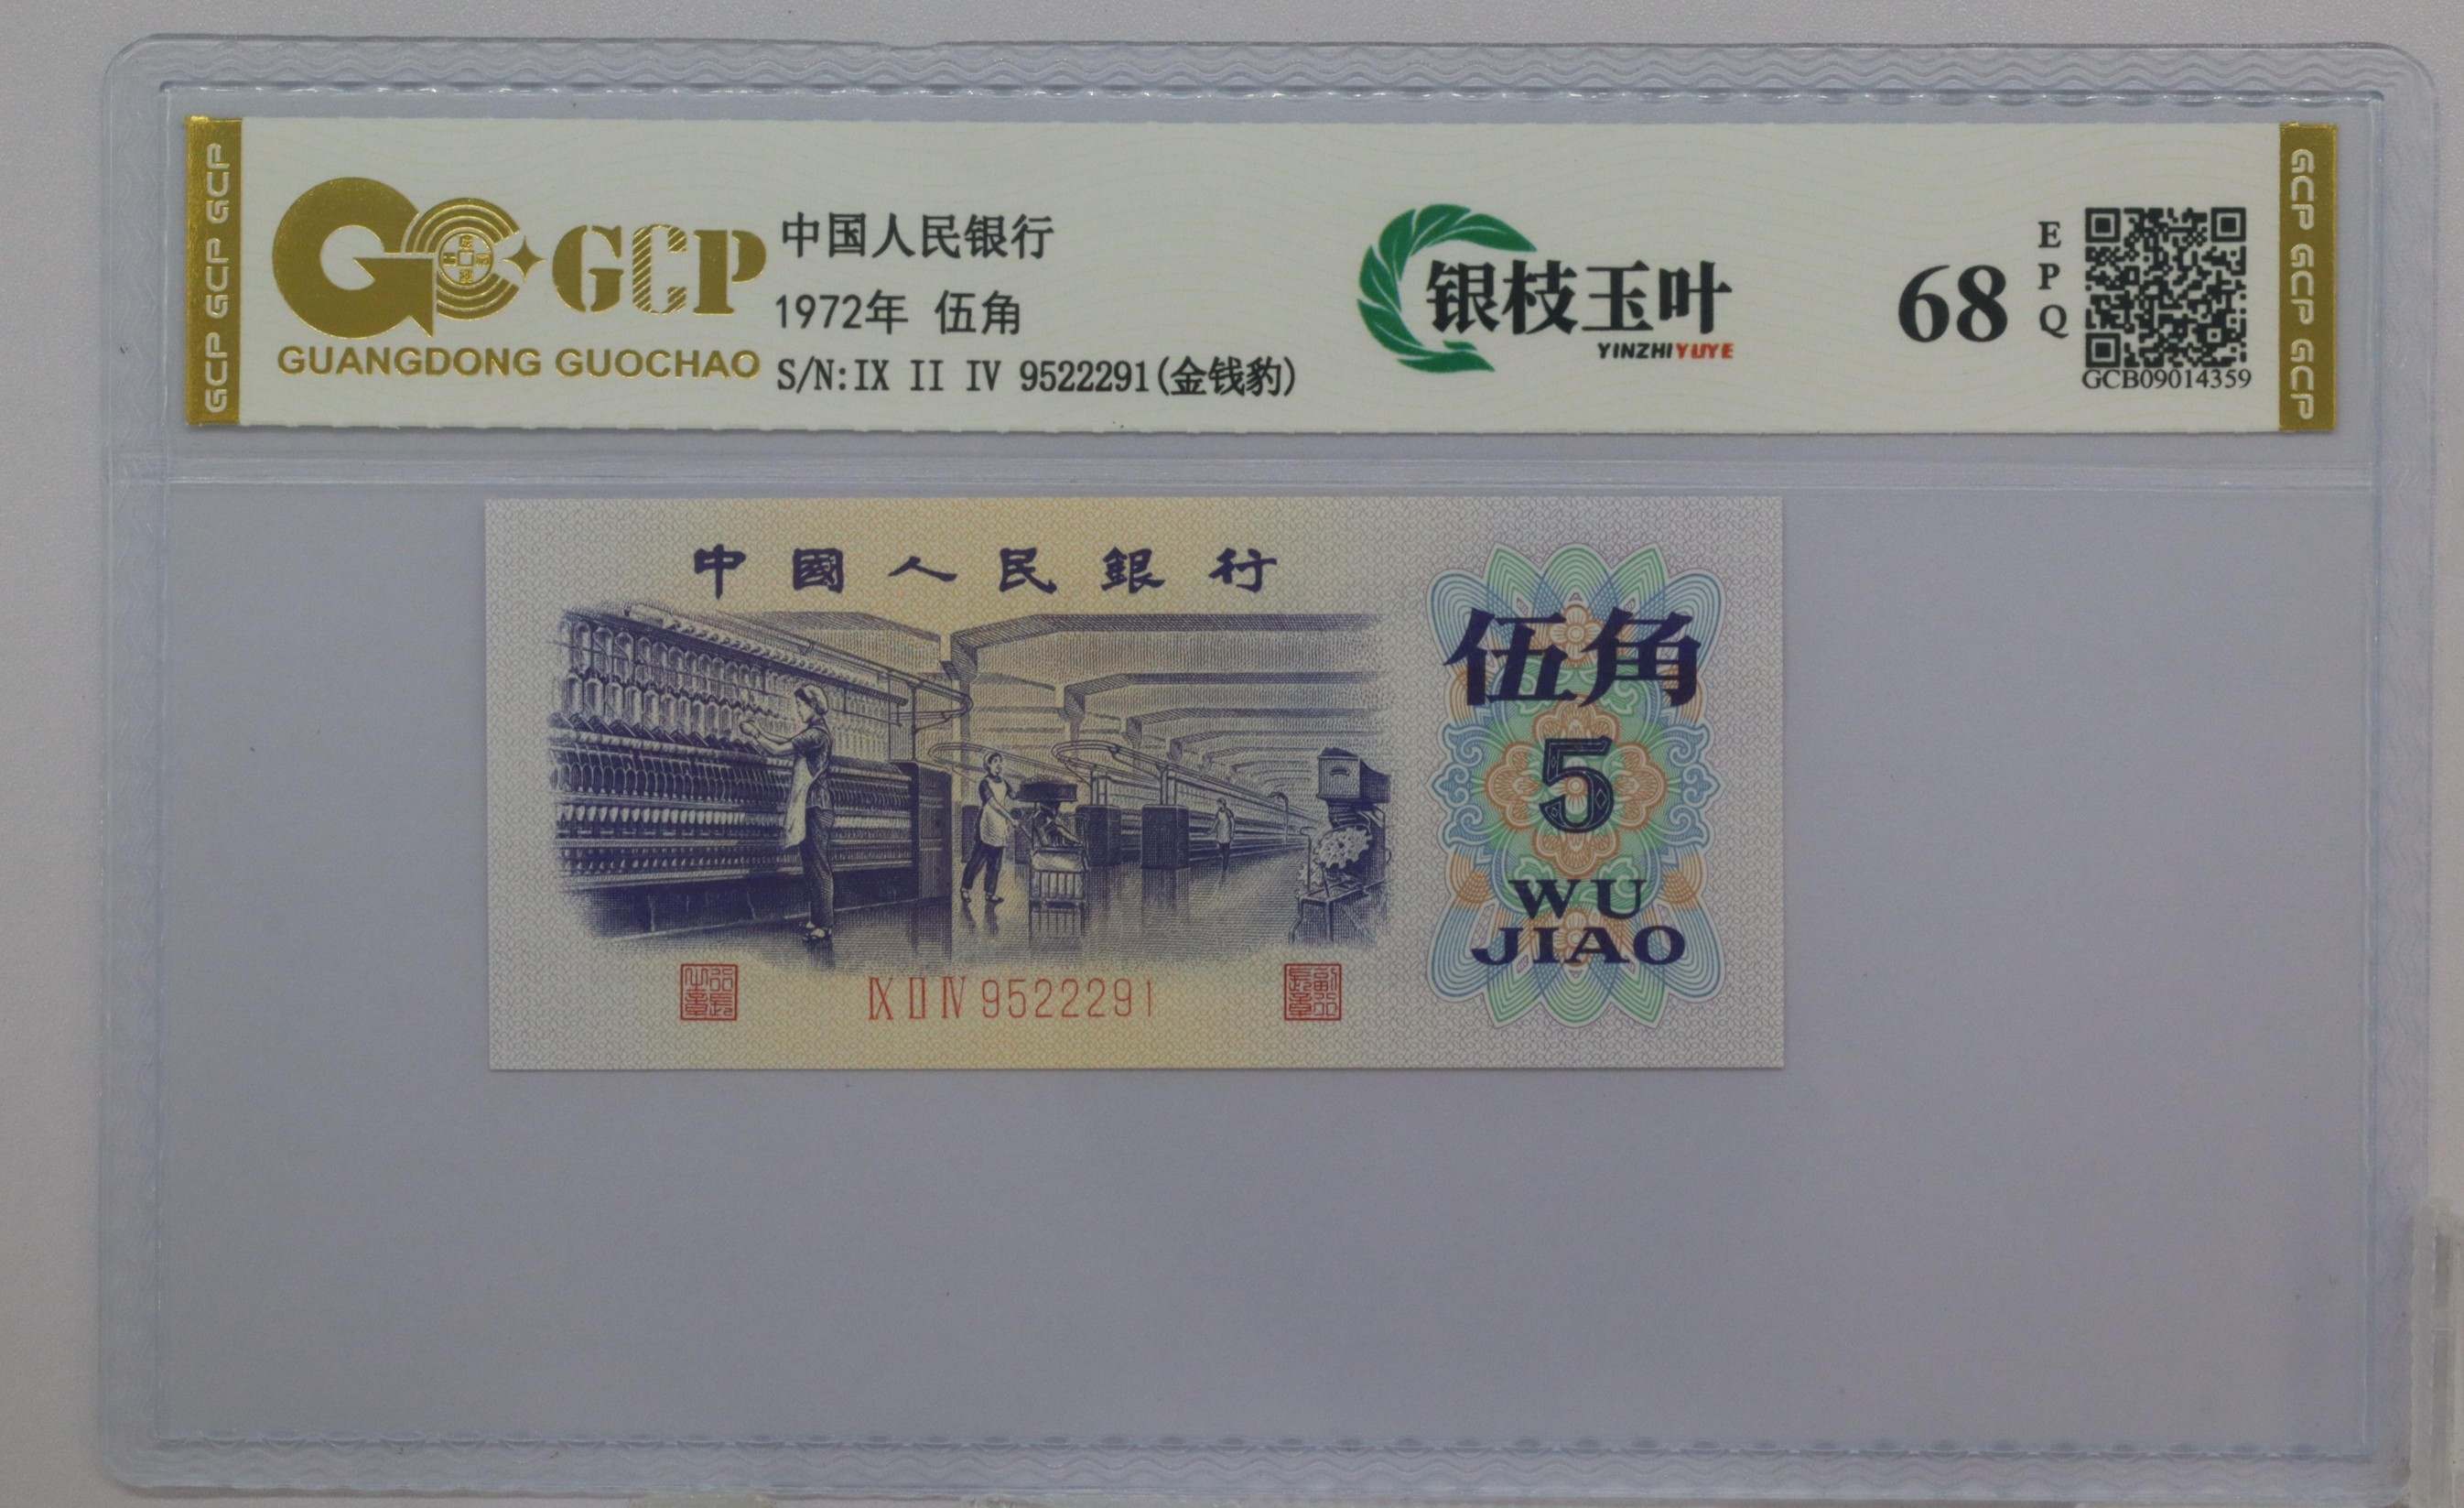 GCP GCP GCP
GCP
GUANGDONG GUOCHAO
中国人民银行
1972年 伍角
S/N:IX II IV 9522291(金钱豹)
银枝玉叶
YINZHIYUYE
68
EPQ
GCB09014359
GCP GCP GCP
中國人民銀行
伍角
5
WU
JIAO
IX II IV 9522291